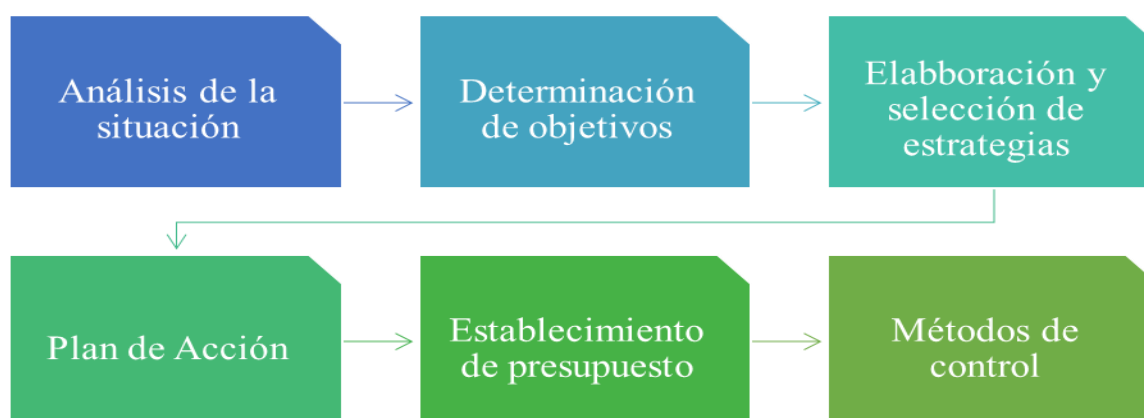 Análisis de la
situación
Determinación
de objetivos
Elabboración y
selección de
estrategias
Plan de Acción
Establecimiento
de presupuesto
Métodos de
control